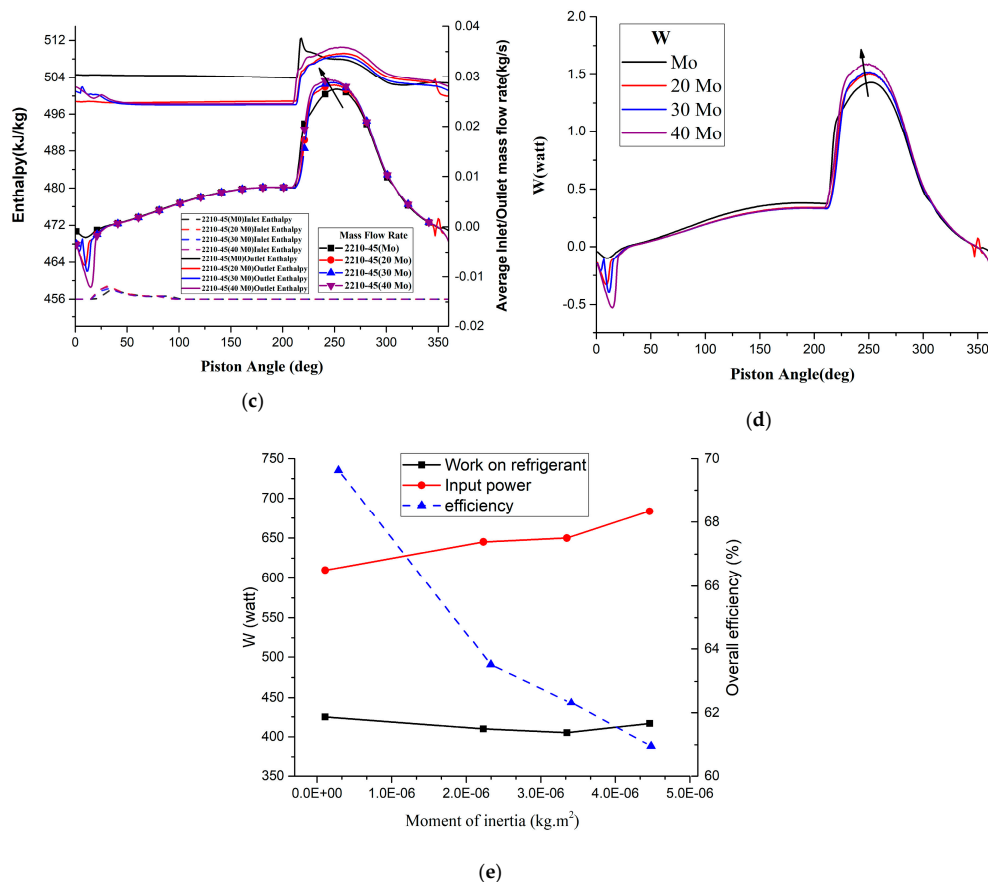 512
504
496
488
480
472
464
456
Enthalpy(kJ/kg)
0.04
0.03
0.02
0.01
0.00
-0.01
-0.02
Average Inlet/Outlet mass flow rate(kg/s)
2210-45(M0)Inlet Enthalpy
2210-45(20 M0)Inlet Enthalpy
2210-45(30 M0)Inlet Enthalpy
2210-45(40 M0)Inlet Enthalpy
2210-45(M0)Outlet Enthalpy
2210-45(20 M0)Outlet Enthalpy
2210-45(30 M0)Outlet Enthalpy
2210-45(40 M0)Outlet Enthalpy
Mass Flow Rate
2210-45(Mo)
2210-45(20 Mo)
2210-45(30 Mo)
2210-45(40 Mo)
0 50 100 150 200 250 300 350
Piston Angle (deg)
(c)
2.0
1.5
1.0
0.5
0.0
-0.5
W(watt)
W
Mo
20 Mo
30 Mo
40 Mo
0 50 100 150 200 250 300 350
Piston Angle(deg)
(d)
750
700
650
600
550
500
450
400
350
W (watt)
Work on refrigerant
Input power
efficiency
70
68
66
64
62
60
Overall efficiency (%)
0.0E+00 1.0E-06 2.0E-06 3.0E-06 4.0E-06 5.0E-06
Moment of inertia (kg.m²)
(e)